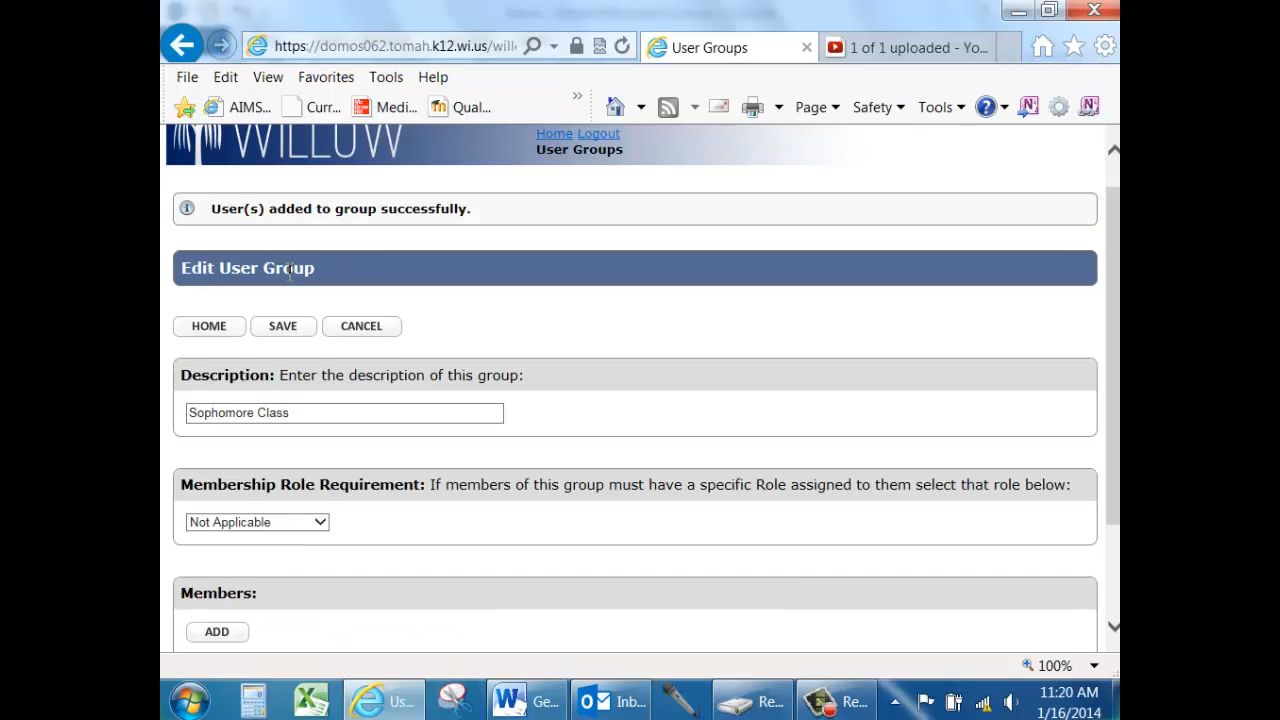 https://domos062.tomah.k12.wi.us/will
User Groups
1 of 1 uploaded - Yo...
File Edit View Favorites Tools Help
AIMS... Curr... Medi... Qual...
Page Safety Tools
WILLOW
Home Logout
User Groups
User(s) added to group successfully.
Edit User Group
HOME SAVE CANCEL
Description: Enter the description of this group:
Sophomore Class
Membership Role Requirement: If members of this group must have a specific Role assigned to them select that role below:
Not Applicable
Members:
ADD
100%
Us... Ge... Inb... Re... Re...
11:20 AM
1/16/2014